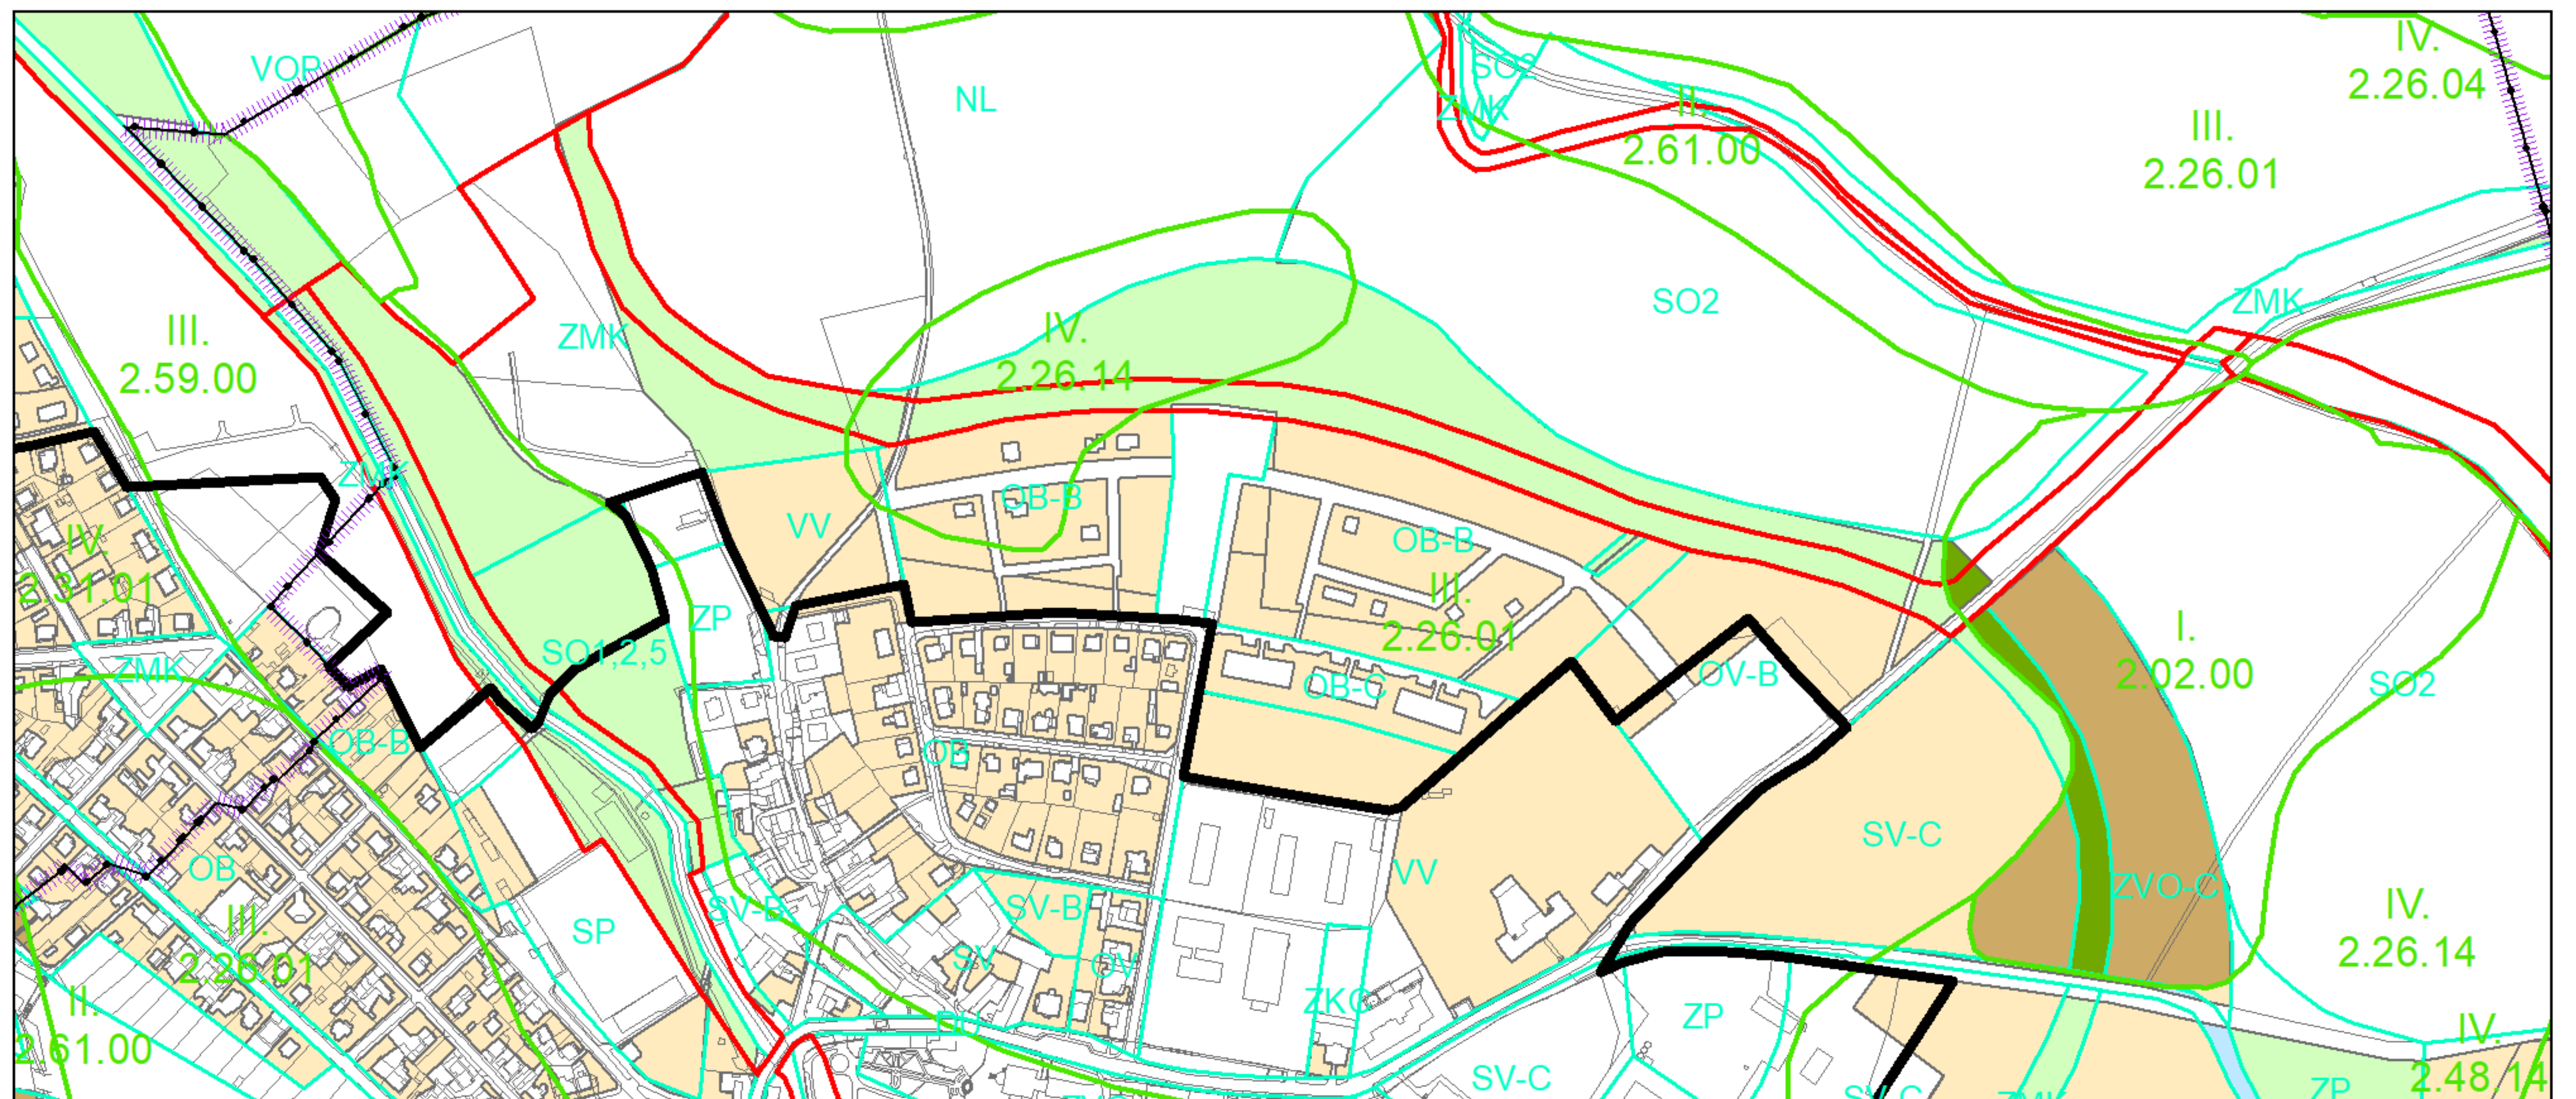 IV.
2.26.04
VOP
SO2
NL
ZMK
II.
2.61.00
III.
2.26.01
SO2
ZMK
III.
2.59.00
ZMK
IV.
2.26.14
ZMK
OB-B
VV
OB-B
IV.
2.31.01
III.
2.26.01
ZP
SO1,2,5
ZMK
OB-C
OV-B
I.
2.02.00
SO2
OB-B
OB
OB
SV-C
VV
ZVO-C
SP
SV-B
SV-B
III.
2.26.01
SV
OV
IV.
2.26.14
II.
2.61.00
ZKC
DU
ZP
IV.
2.48.14
SV-C
SV-C
ZMK
ZP